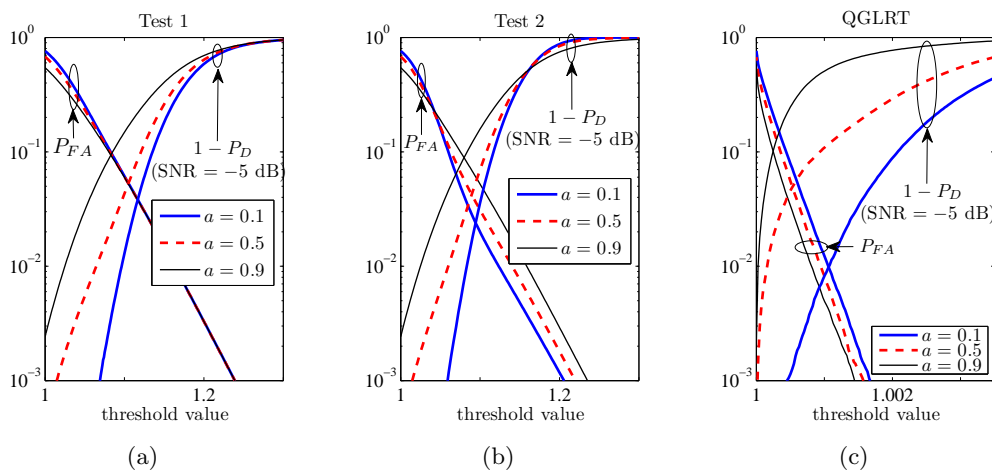 Test 1
10^0
10^-1
10^-2
10^-3
P_FA
1 − P_D
(SNR = −5 dB)
a = 0.1
a = 0.5
a = 0.9
1
1.2
threshold value
(a)
Test 2
10^0
10^-1
10^-2
10^-3
P_FA
1 − P_D
(SNR = −5 dB)
a = 0.1
a = 0.5
a = 0.9
1
1.2
threshold value
(b)
QGLRT
10^0
10^-1
10^-2
10^-3
1 − P_D
(SNR = −5 dB)
P_FA
a = 0.1
a = 0.5
a = 0.9
1
1.002
threshold value
(c)